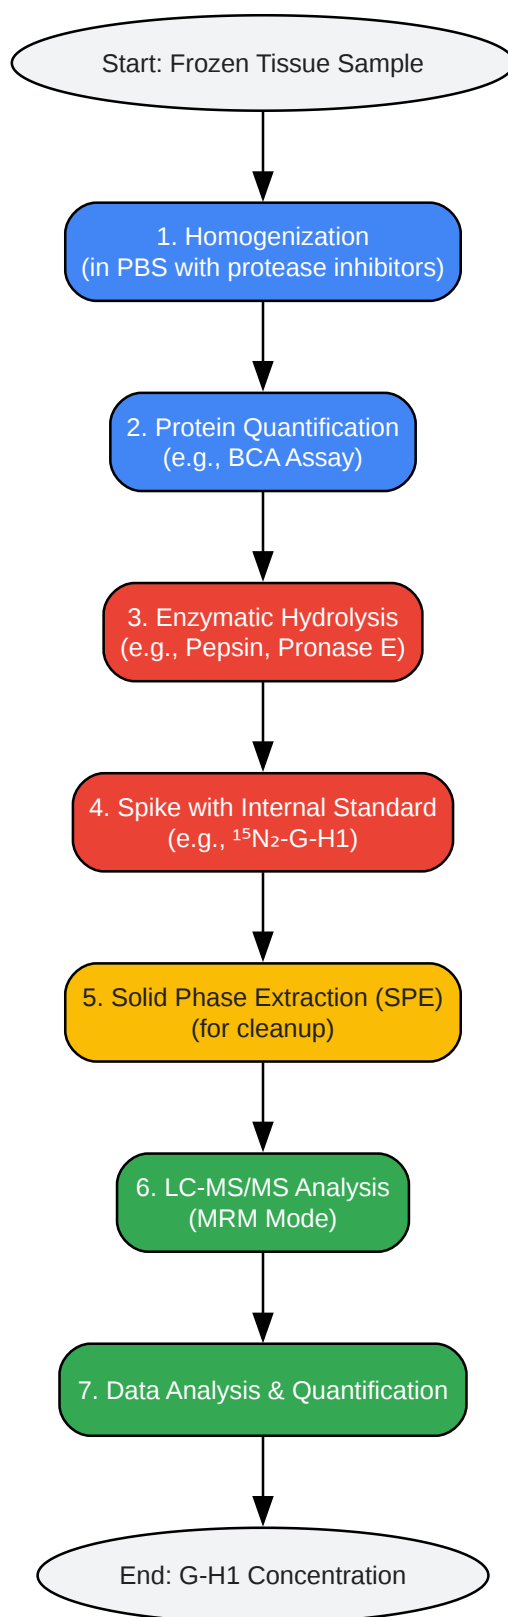 Start: Frozen Tissue Sample
1. Homogenization
(in PBS with protease inhibitors)
2. Protein Quantification
(e.g., BCA Assay)
3. Enzymatic Hydrolysis
(e.g., Pepsin, Pronase E)
4. Spike with Internal Standard
(e.g., ¹⁵N₂-G-H1)
5. Solid Phase Extraction (SPE)
(for cleanup)
6. LC-MS/MS Analysis
(MRM Mode)
7. Data Analysis & Quantification
End: G-H1 Concentration